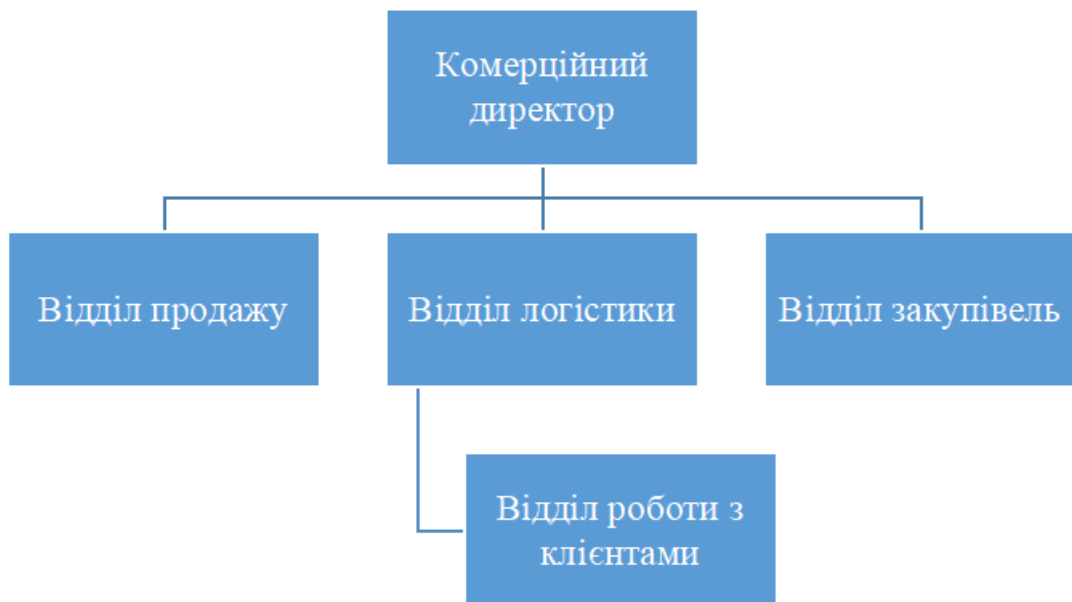 Комерційний
директор
Відділ продажу
Відділ логістики
Відділ закупівель
Відділ роботи з
клієнтами